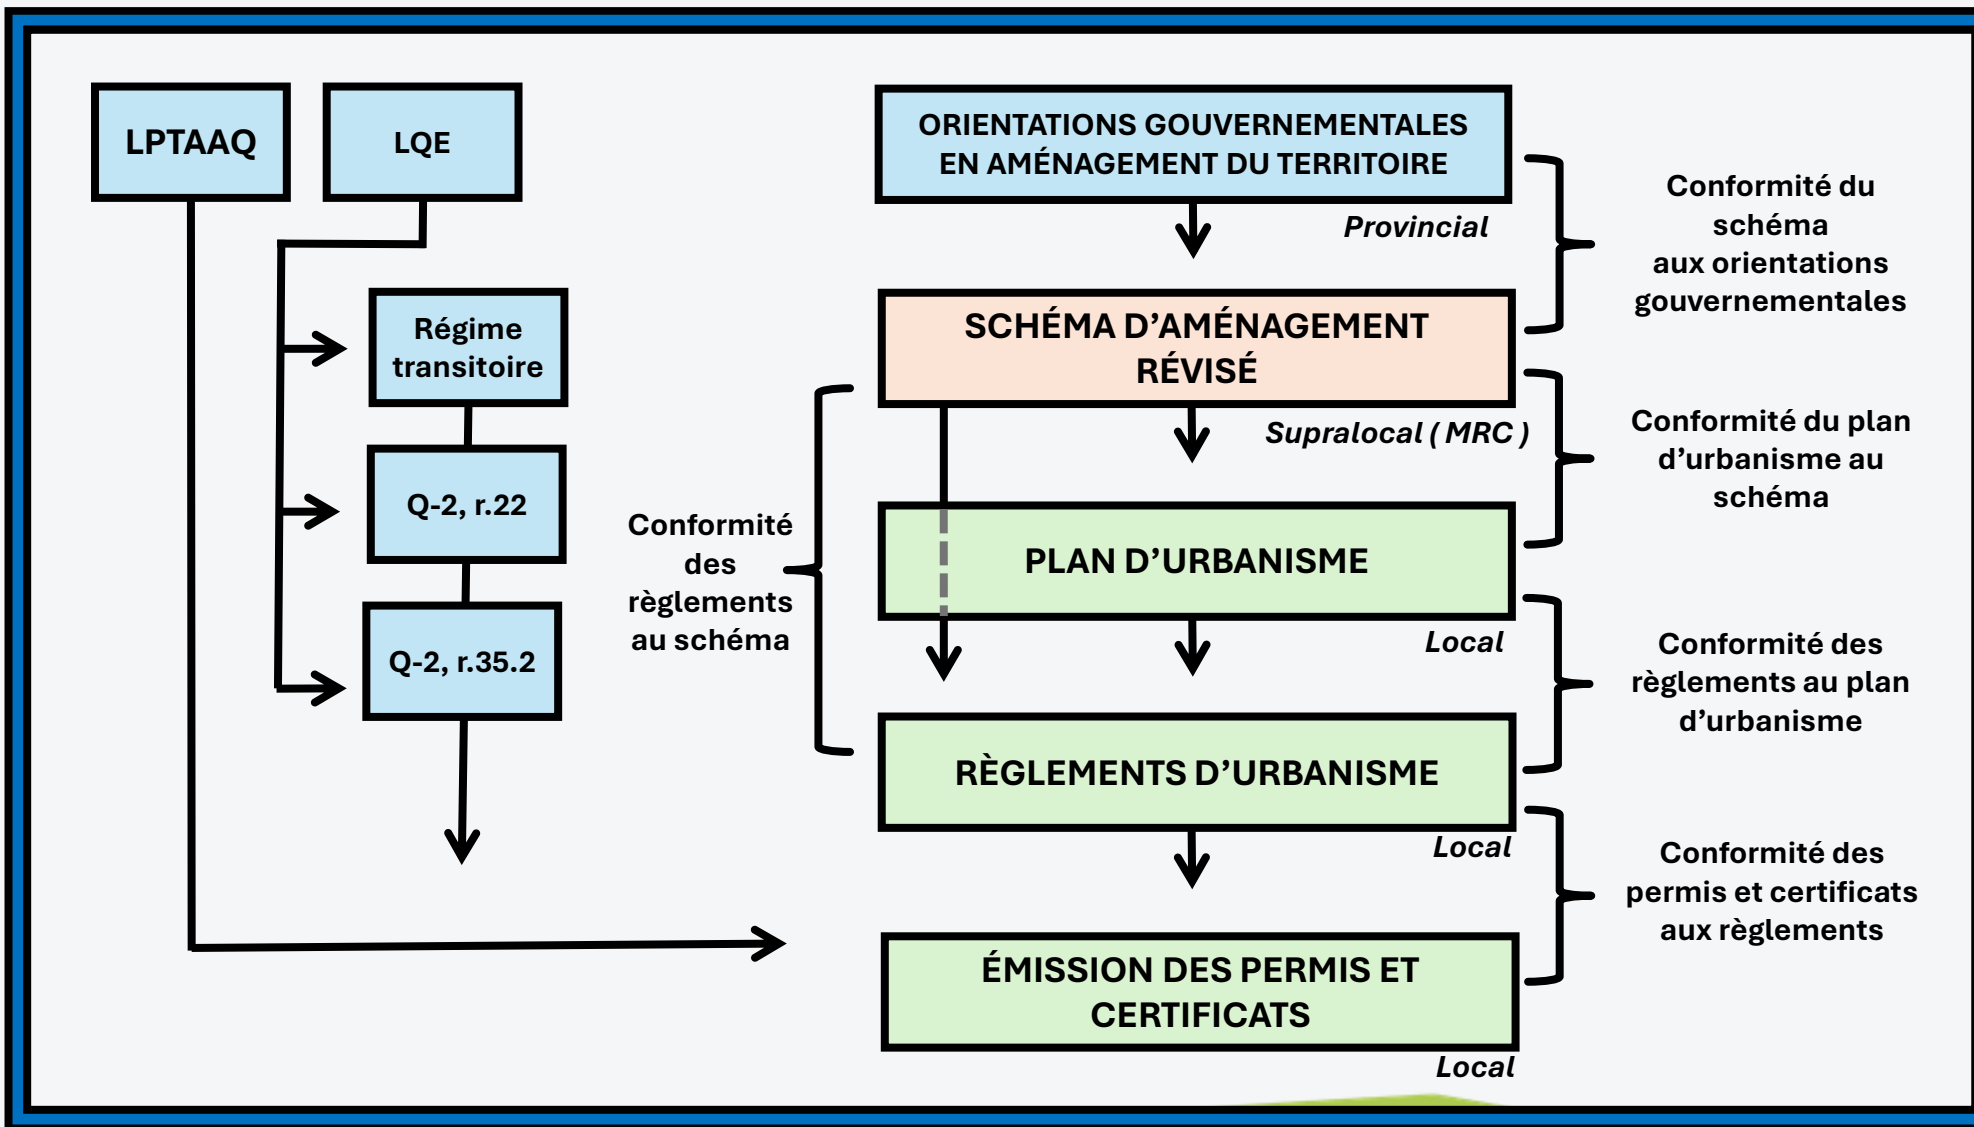 LPTAAQ
LQE
Régime
transitoire
Q-2, r.22
Q-2, r.35.2
ORIENTATIONS GOUVERNEMENTALES
EN AMÉNAGEMENT DU TERRITOIRE
Provincial
SCHÉMA D’AMÉNAGEMENT
RÉVISÉ
Supralocal ( MRC )
PLAN D’URBANISME
Local
RÈGLEMENTS D’URBANISME
Local
ÉMISSION DES PERMIS ET
CERTIFICATS
Local
Conformité
des
règlements
au schéma
Conformité du
schéma
aux orientations
gouvernementales
Conformité du plan
d’urbanisme au
schéma
Conformité des
règlements au plan
d’urbanisme
Conformité des
permis et certificats
aux règlements